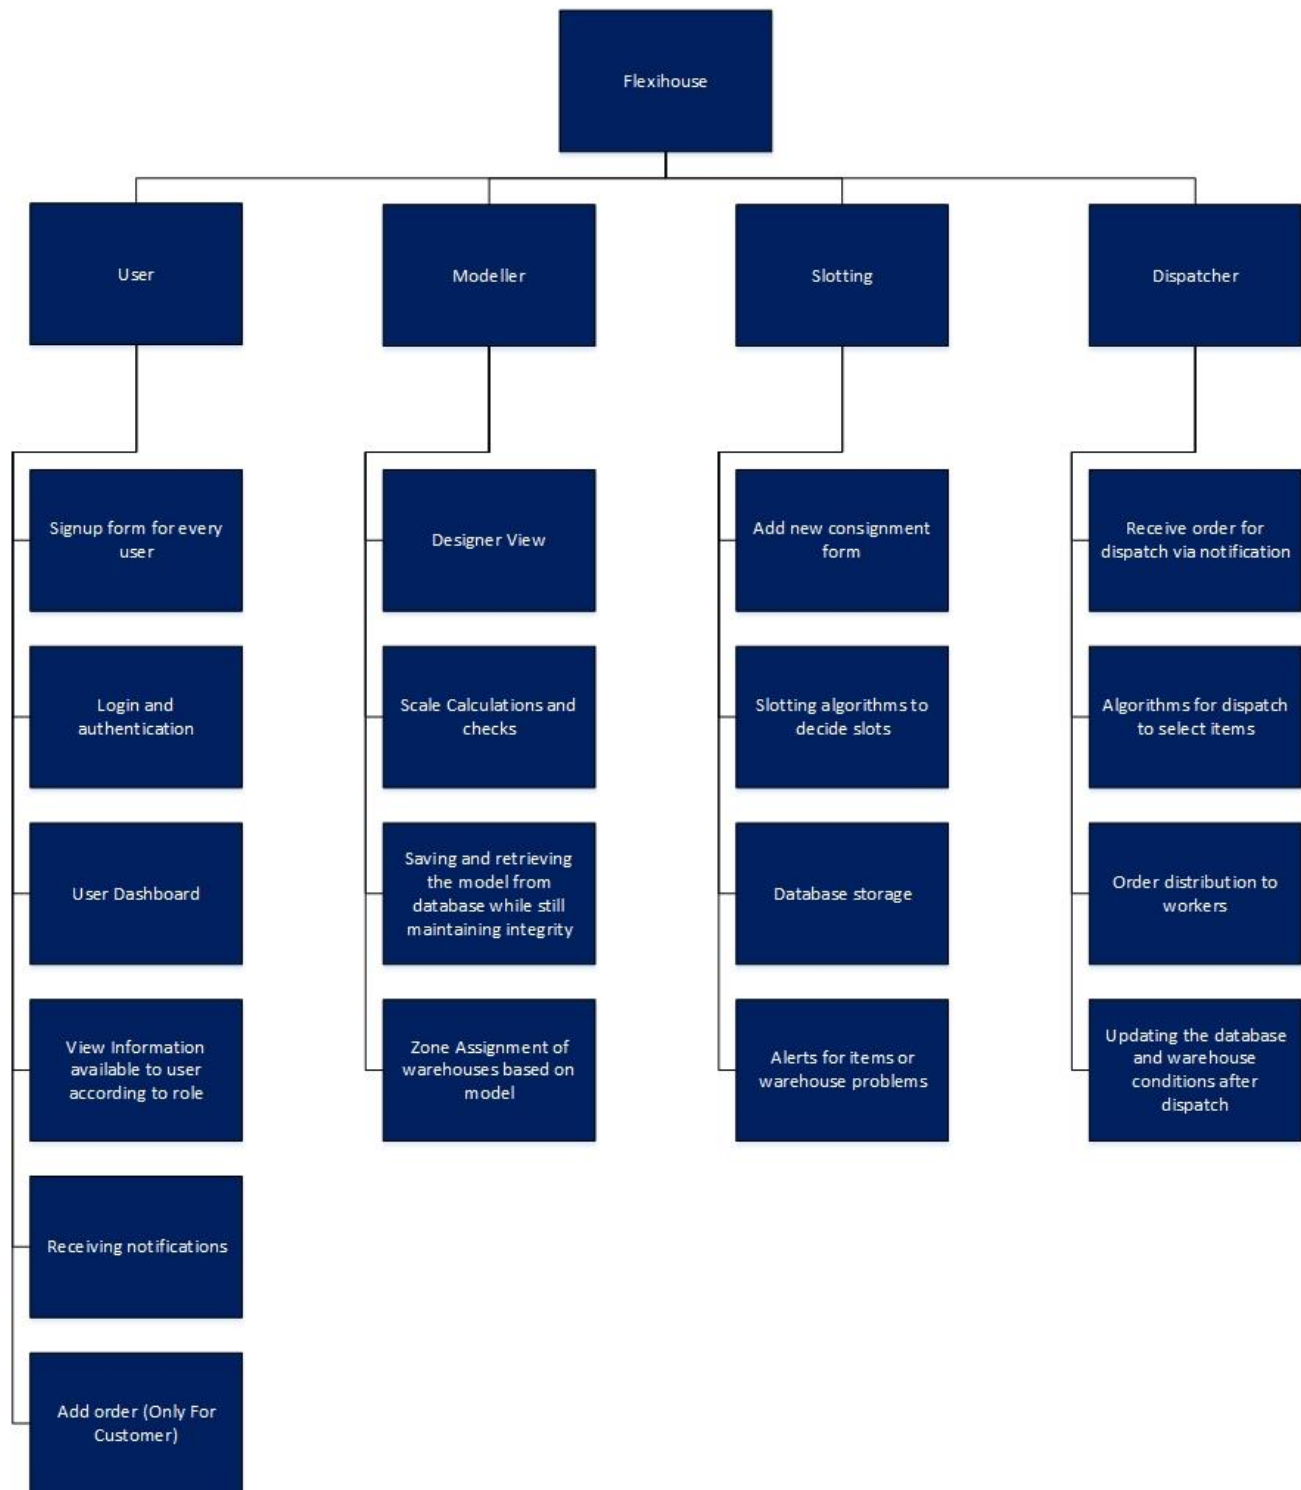 Flexihouse
User
Modeller
Slotting
Dispatcher
Signup form for every
user
Designer View
Add new consignment
form
Receive order for
dispatch via notification
Login and
authentication
Scale Calculations and
checks
Slotting algorithms to
decide slots
Algorithms for dispatch
to select items
User Dashboard
Saving and retrieving
the model from
database while still
maintaining integrity
Database storage
Order distribution to
workers
View Information
available to user
according to role
Zone Assignment of
warehouses based on
model
Alerts for items or
warehouse problems
Updating the database
and warehouse
conditions after
dispatch
Receiving notifications
Add order (Only For
Customer)